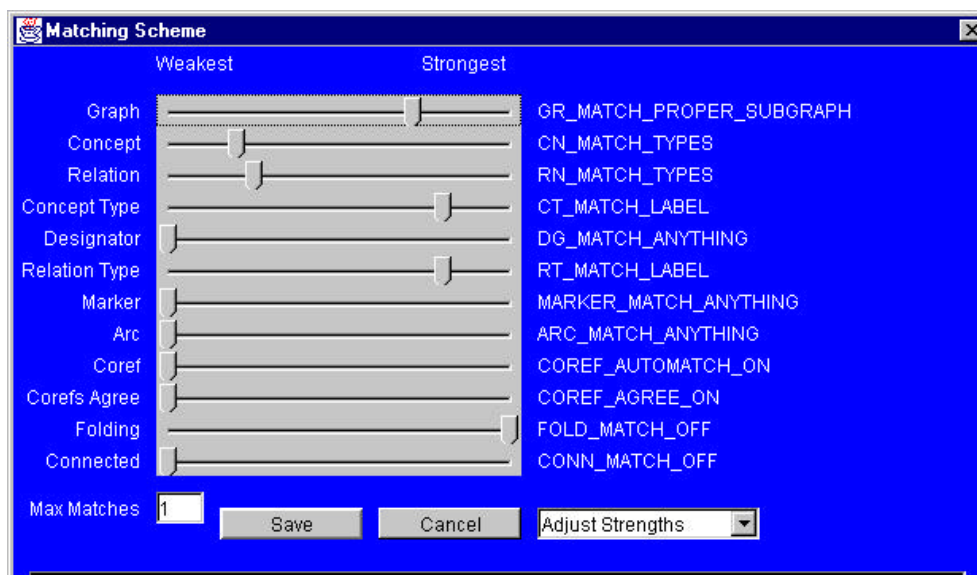 Matching Scheme
Weakest Strongest
Graph GR_MATCH_PROPER_SUBGRAPH
Concept CN_MATCH_TYPES
Relation RN_MATCH_TYPES
Concept Type CT_MATCH_LABEL
Designator DG_MATCH_ANYTHING
Relation Type RT_MATCH_LABEL
Marker MARKER_MATCH_ANYTHING
Arc ARC_MATCH_ANYTHING
Coref COREF_AUTOMATCH_ON
Corefs Agree COREF_AGREE_ON
Folding FOLD_MATCH_OFF
Connected CONN_MATCH_OFF
Max Matches 1 Save Cancel Adjust Strengths